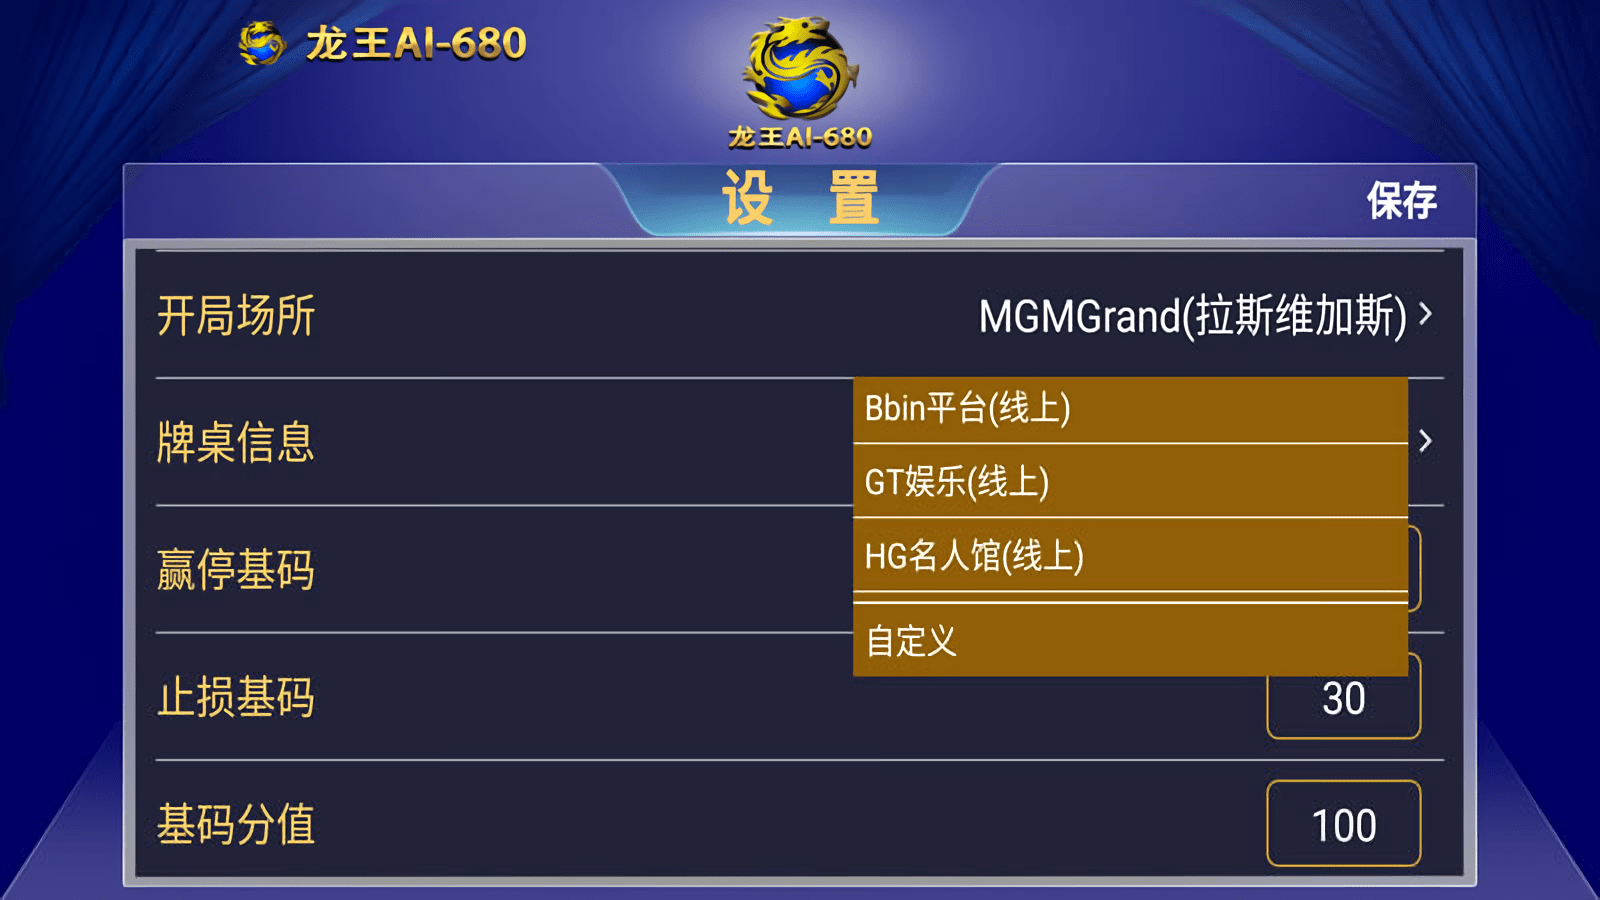 龙王AI-680
龙王AI-680
设 置
保存
开局场所
MGMGrand(拉斯维加斯)
牌桌信息
Bbin平台(线上)
GT娱乐(线上)
HG名人馆(线上)
自定义
赢停基码
止损基码
30
基码分值
100